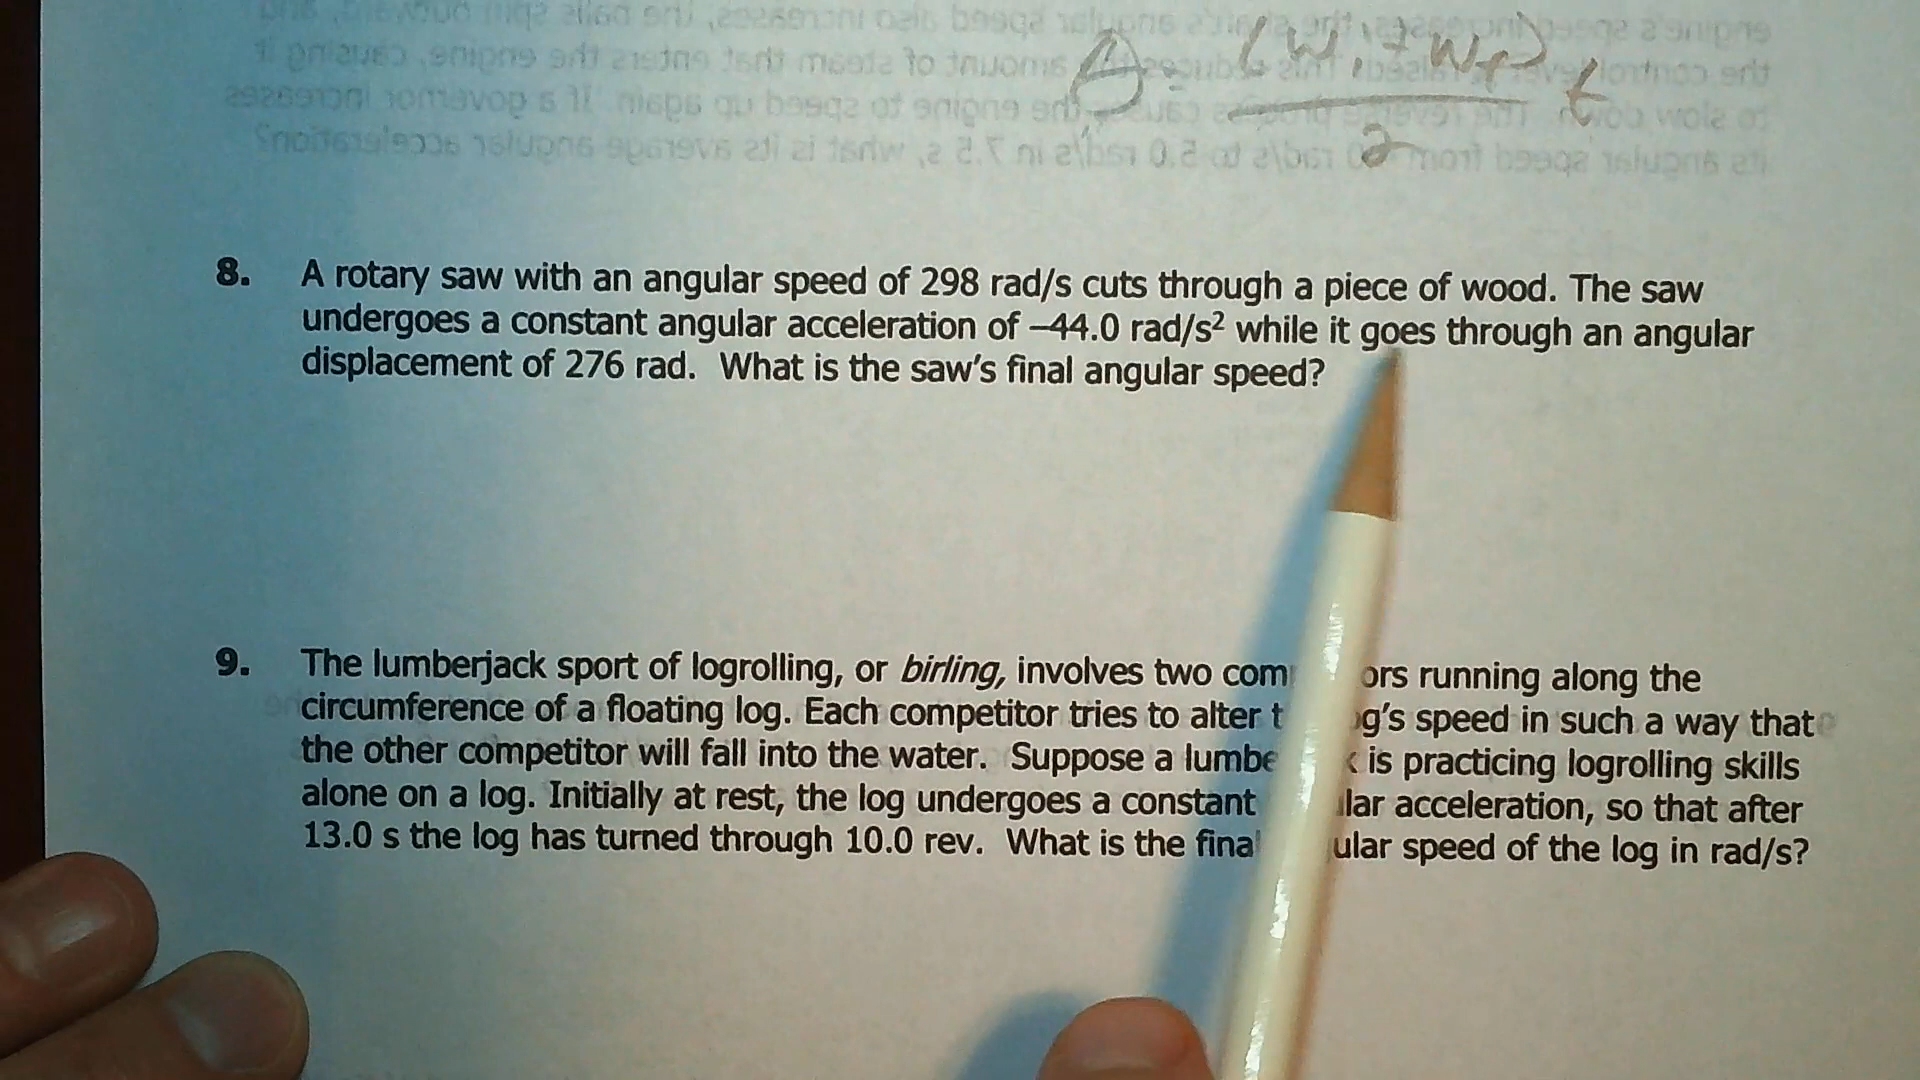 (wi + wf) t
2
8. A rotary saw with an angular speed of 298 rad/s cuts through a piece of wood. The saw
undergoes a constant angular acceleration of –44.0 rad/s² while it goes through an angular
displacement of 276 rad. What is the saw's final angular speed?
9. The lumberjack sport of logrolling, or birling, involves two com ors running along the
circumference of a floating log. Each competitor tries to alter t g's speed in such a way that
the other competitor will fall into the water. Suppose a lumbe is practicing logrolling skills
alone on a log. Initially at rest, the log undergoes a constant lar acceleration, so that after
13.0 s the log has turned through 10.0 rev. What is the fina ular speed of the log in rad/s?